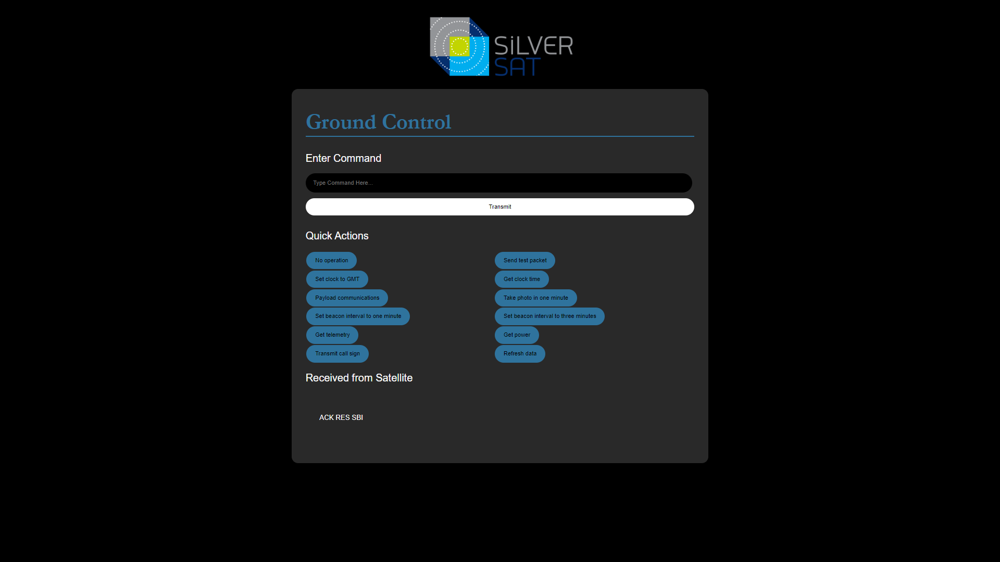 SiLVER
SAT
Ground Control
Enter Command
Type Command Here...
Transmit
Quick Actions
No operation
Send test packet
Set clock to GMT
Get clock time
Payload communications
Take photo in one minute
Set beacon interval to one minute
Set beacon interval to three minutes
Get telemetry
Get power
Transmit call sign
Refresh data
Received from Satellite
ACK RES SBI